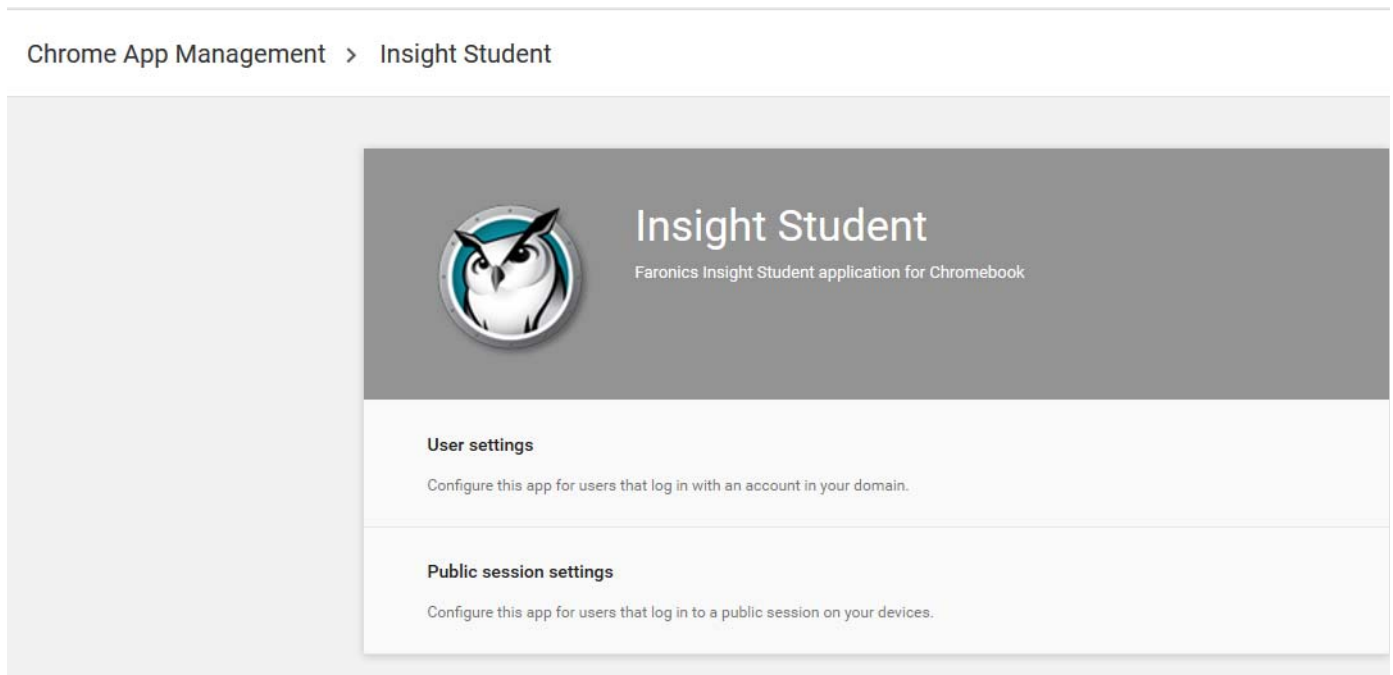 Chrome App Management > Insight Student
Insight Student
Faronics Insight Student application for Chromebook
User settings
Configure this app for users that log in with an account in your domain.
Public session settings
Configure this app for users that log in to a public session on your devices.